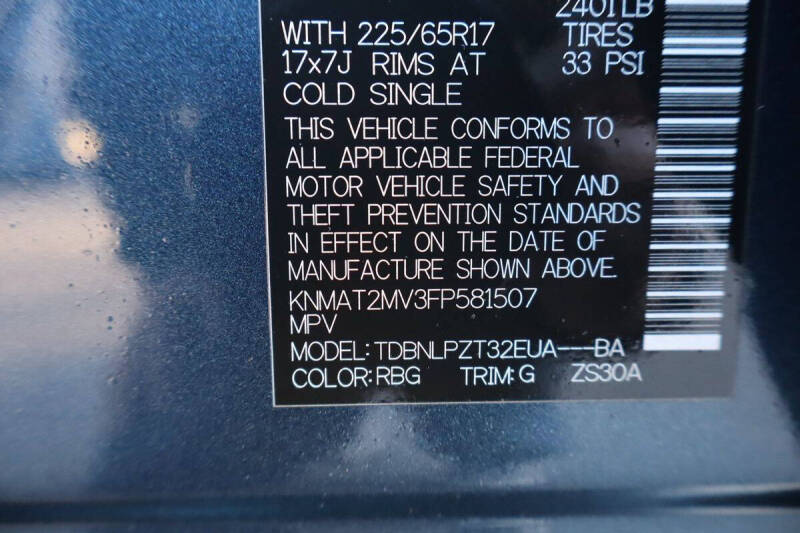 2401LB
WITH 225/65R17 TIRES
17x7J RIMS AT 33 PSI
COLD SINGLE
THIS VEHICLE CONFORMS TO
ALL APPLICABLE FEDERAL
MOTOR VEHICLE SAFETY AND
THEFT PREVENTION STANDARDS
IN EFFECT ON THE DATE OF
MANUFACTURE SHOWN ABOVE.
KNMAT2MV3FP581507
MPV
MODEL:TDBNLPZT32EUA---BA
COLOR:RBG TRIM:G ZS30A